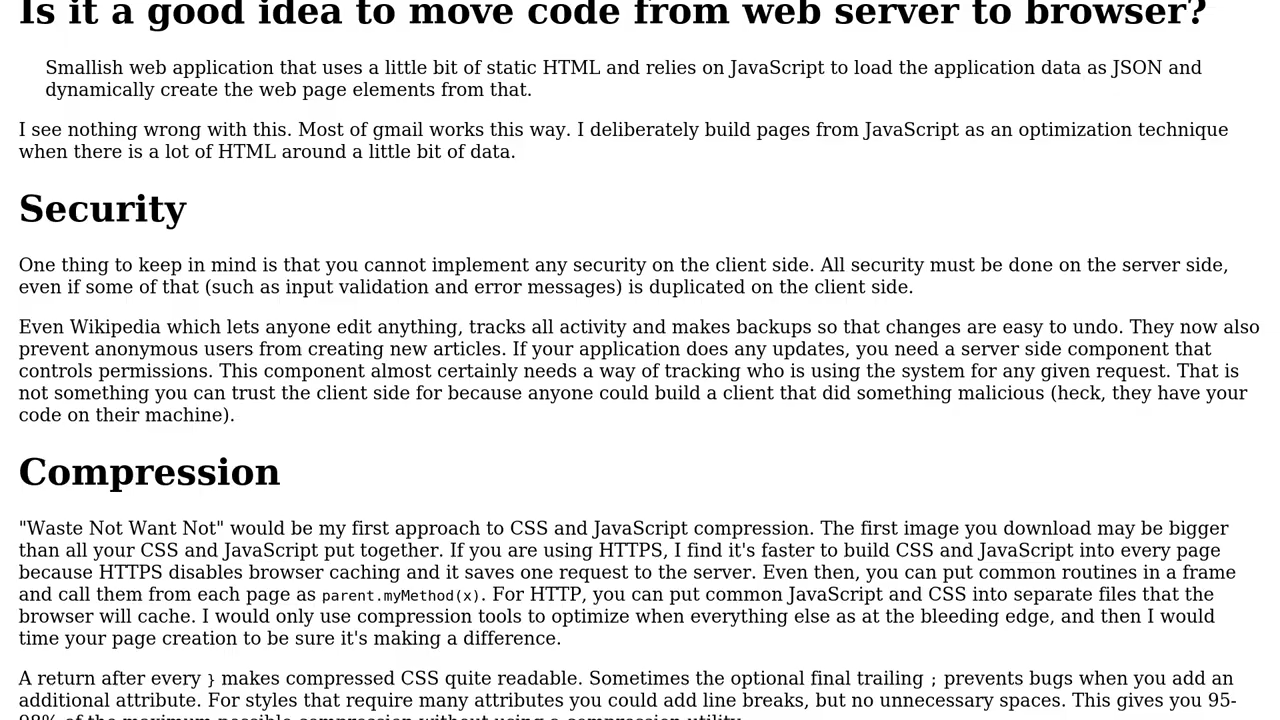 Is it a good idea to move code from web server to browser?
Smallish web application that uses a little bit of static HTML and relies on JavaScript to load the application data as JSON and
dynamically create the web page elements from that.
I see nothing wrong with this. Most of gmail works this way. I deliberately build pages from JavaScript as an optimization technique
when there is a lot of HTML around a little bit of data.
Security
One thing to keep in mind is that you cannot implement any security on the client side. All security must be done on the server side,
even if some of that (such as input validation and error messages) is duplicated on the client side.
Even Wikipedia which lets anyone edit anything, tracks all activity and makes backups so that changes are easy to undo. They now also
prevent anonymous users from creating new articles. If your application does any updates, you need a server side component that
controls permissions. This component almost certainly needs a way of tracking who is using the system for any given request. That is
not something you can trust the client side for because anyone could build a client that did something malicious (heck, they have your
code on their machine).
Compression
"Waste Not Want Not" would be my first approach to CSS and JavaScript compression. The first image you download may be bigger
than all your CSS and JavaScript put together. If you are using HTTPS, I find it's faster to build CSS and JavaScript into every page
because HTTPS disables browser caching and it saves one request to the server. Even then, you can put common routines in a frame
and call them from each page as parent.myMethod(x). For HTTP, you can put common JavaScript and CSS into separate files that the
browser will cache. I would only use compression tools to optimize when everything else as at the bleeding edge, and then I would
time your page creation to be sure it's making a difference.
A return after every } makes compressed CSS quite readable. Sometimes the optional final trailing ; prevents bugs when you add an
additional attribute. For styles that require many attributes you could add line breaks, but no unnecessary spaces. This gives you 95-
98% of the maximum possible compression without using a compression utility.